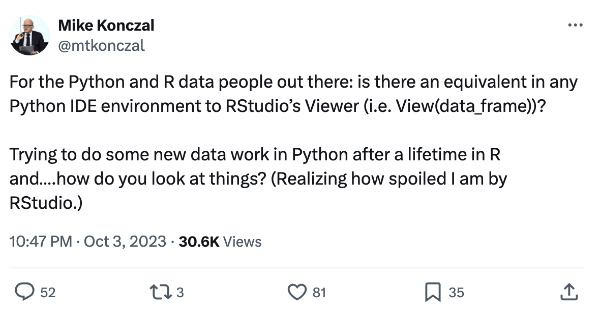 Mike Konczal
@mtkonczal
For the Python and R data people out there: is there an equivalent in any
Python IDE environment to RStudio’s Viewer (i.e. View(data_frame))?
Trying to do some new data work in Python after a lifetime in R
and....how do you look at things? (Realizing how spoiled I am by
RStudio.)
10:47 PM · Oct 3, 2023 · 30.6K Views
52 3 81 35